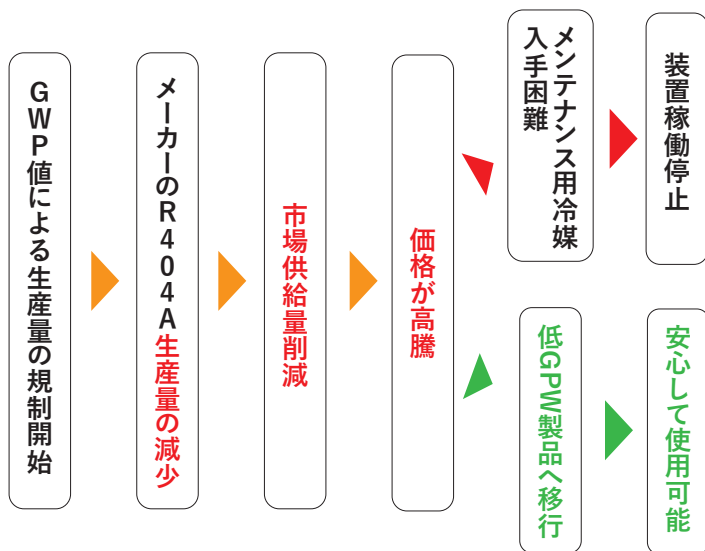 GWP値による生産量の規制開始
メーカーのR404A生産量の減少
市場供給量削減
価格が高騰
メンテナンス用冷媒
入手困難
装置稼働停止
低GPW製品へ移行
安心して使用可能